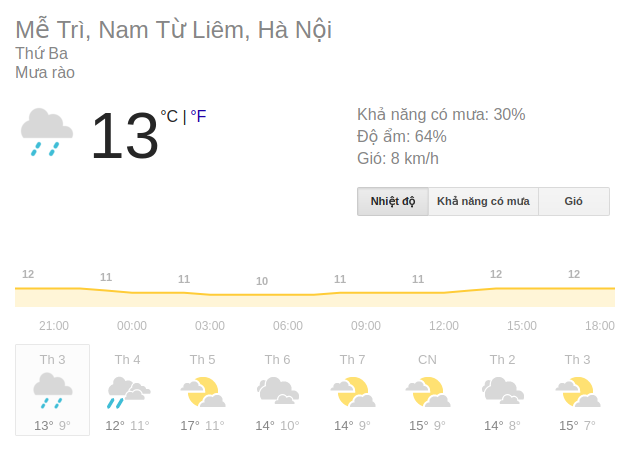 Mễ Trì, Nam Từ Liêm, Hà Nội
Thứ Ba
Mưa rào
13 °C | °F
Khả năng có mưa: 30%
Độ ẩm: 64%
Gió: 8 km/h
Nhiệt độ Khả năng có mưa Gió
12 11 11 10 11 11 12 12
21:00 00:00 03:00 06:00 09:00 12:00 15:00 18:00
Th 3 Th 4 Th 5 Th 6 Th 7 CN Th 2 Th 3
13° 9° 12° 11° 17° 11° 14° 10° 14° 9° 15° 9° 14° 8° 15° 7°